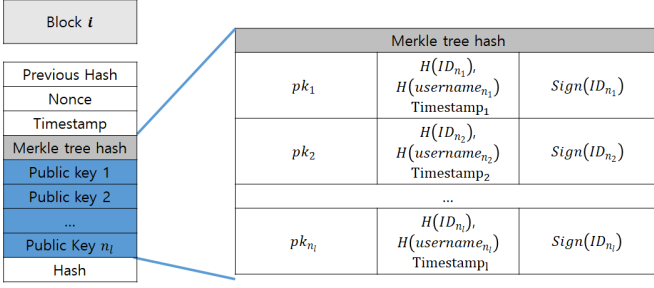 Block i
Previous Hash
Nonce
Timestamp
Merkle tree hash
Public key 1
Public key 2
...
Public Key n_l
Hash
Merkle tree hash
pk_1
H(ID_{n_1}),
H(username_{n_1})
Timestamp_1
Sign(ID_{n_1})
pk_2
H(ID_{n_2}),
H(username_{n_2})
Timestamp_2
Sign(ID_{n_2})
...
pk_{n_l}
H(ID_{n_l}),
H(username_{n_l})
Timestamp_l
Sign(ID_{n_l})